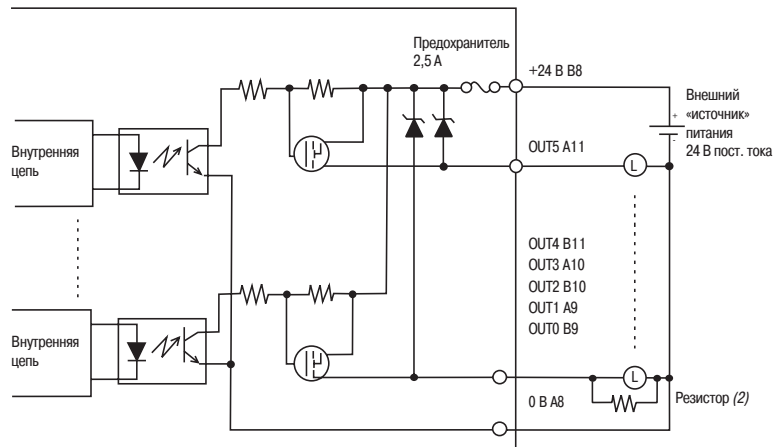 Предохранитель
2,5 А
+24 В B8
Внешний
«источник»
питания
24 В пост. тока
+
-
Внутренняя
цепь
OUT5 A11
L
OUT4 B11
OUT3 A10
OUT2 B10
OUT1 A9
OUT0 B9
Внутренняя
цепь
L
0 В A8
Резистор (2)